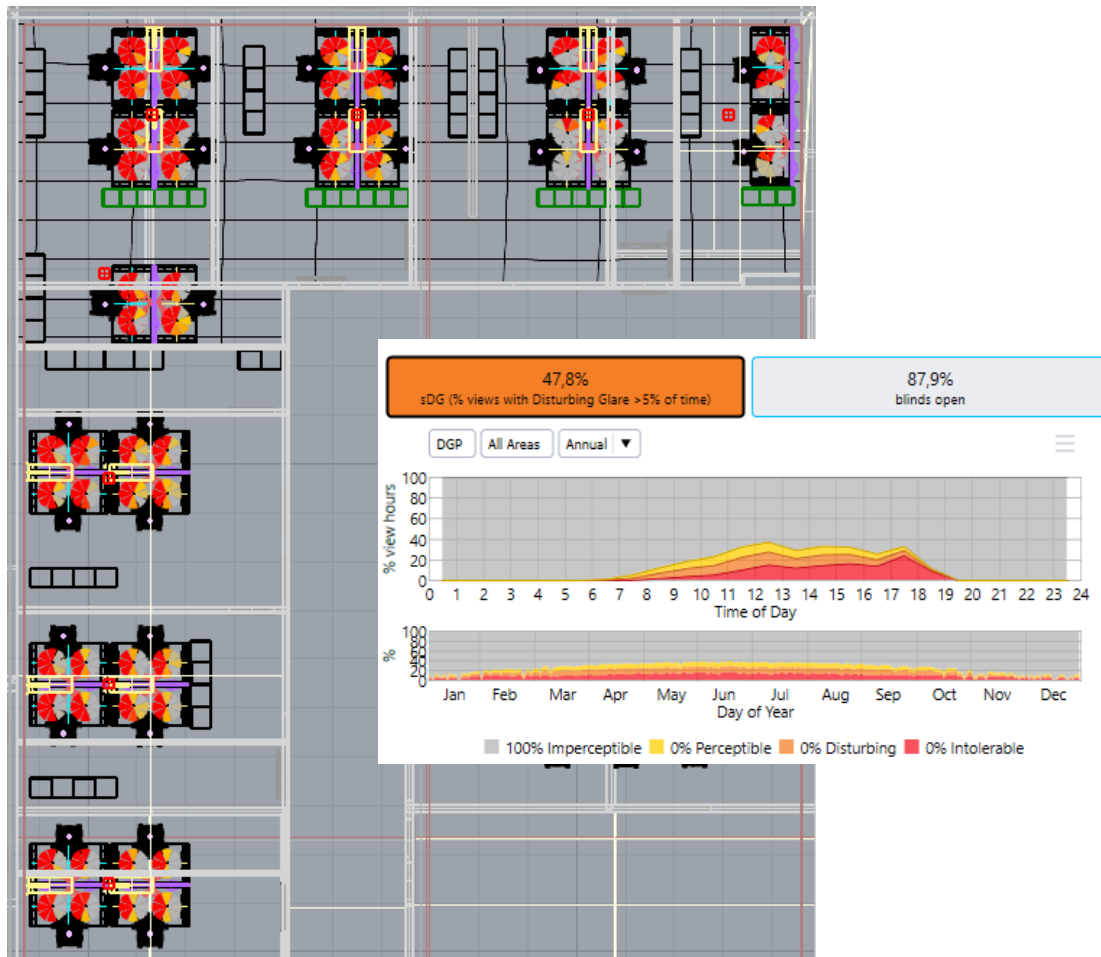 47,8%
sDG (% views with Disturbing Glare >5% of time)
87,9%
blinds open
DGP All Areas Annual ▼
% view hours
100
80
60
40
20
0
0 1 2 3 4 5 6 7 8 9 10 11 12 13 14 15 16 17 18 19 20 21 22 23 24
Time of Day
%
100
80
60
40
20
0
Jan Feb Mar Apr May Jun Jul Aug Sep Oct Nov Dec
Day of Year
100% Imperceptible 0% Perceptible 0% Disturbing 0% Intolerable